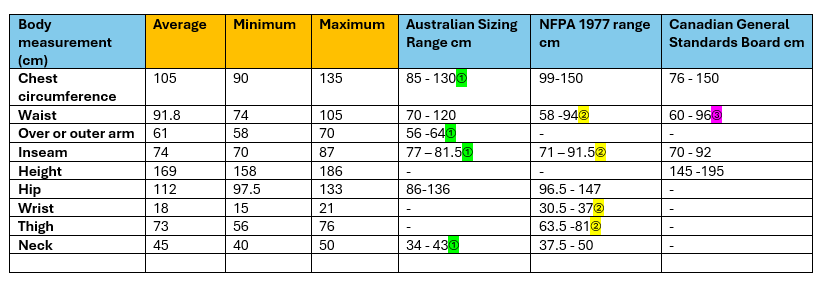 Body measurement (cm) Average Minimum Maximum Australian Sizing Range cm NFPA 1977 range cm Canadian General Standards Board cm
Chest circumference 105 90 135 85 - 130① 99-150 76 - 150
Waist 91.8 74 105 70 - 120 58 -94② 60 - 96③
Over or outer arm 61 58 70 56 -64① - -
Inseam 74 70 87 77 – 81.5① 71 – 91.5② 70 - 92
Height 169 158 186 - - 145 -195
Hip 112 97.5 133 86-136 96.5 - 147 -
Wrist 18 15 21 - 30.5 - 37② -
Thigh 73 56 76 - 63.5 -81② -
Neck 45 40 50 34 - 43① 37.5 - 50 -